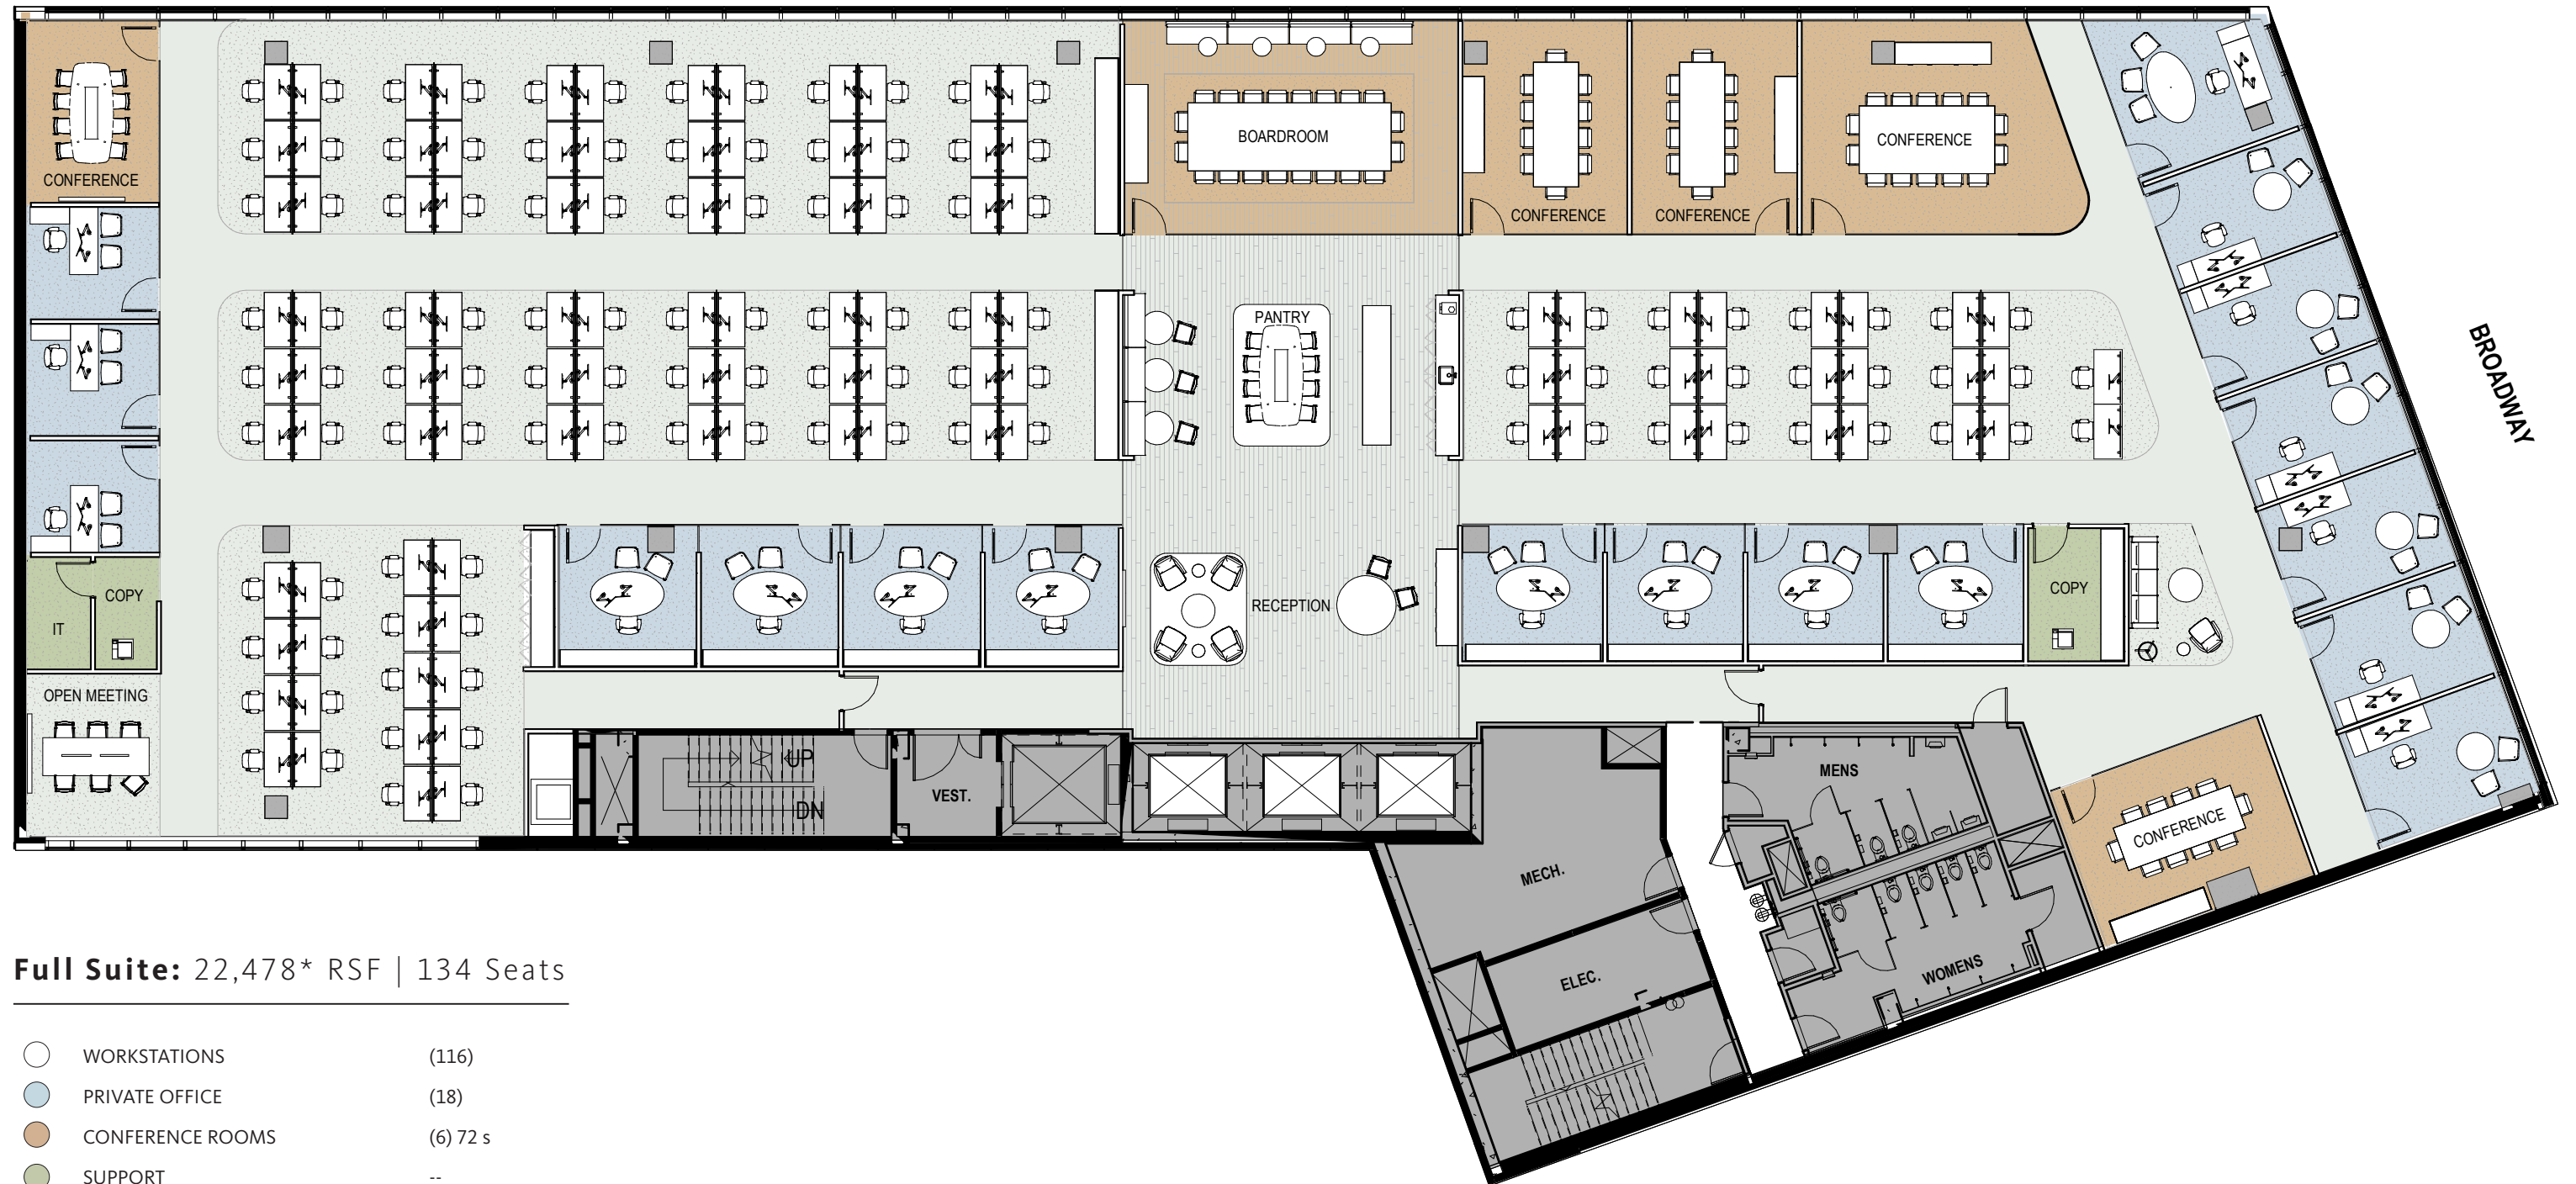 BOARDROOM
CONFERENCE
CONFERENCE
CONFERENCE
CONFERENCE
PANTRY
BROADWAY
COPY
IT
RECEPTION
COPY
OPEN MEETING
UP
DN
VEST.
MENS
CONFERENCE
MECH.
ELEC.
WOMENS
Full Suite: 22,478* RSF | 134 Seats
WORKSTATIONS (116)
PRIVATE OFFICE (18)
CONFERENCE ROOMS (6) 72 s
SUPPORT --